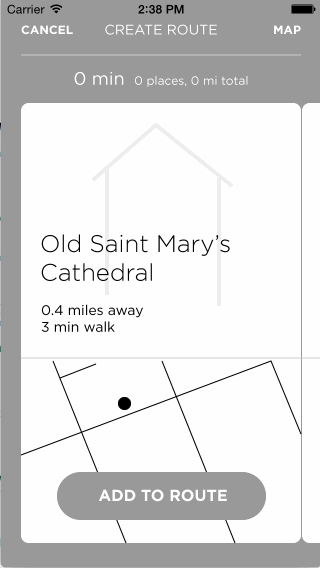 Carrier 2:38 PM
CANCEL CREATE ROUTE MAP
0 min 0 places, 0 mi total
Old Saint Mary's
Cathedral
0.4 miles away
3 min walk
ADD TO ROUTE